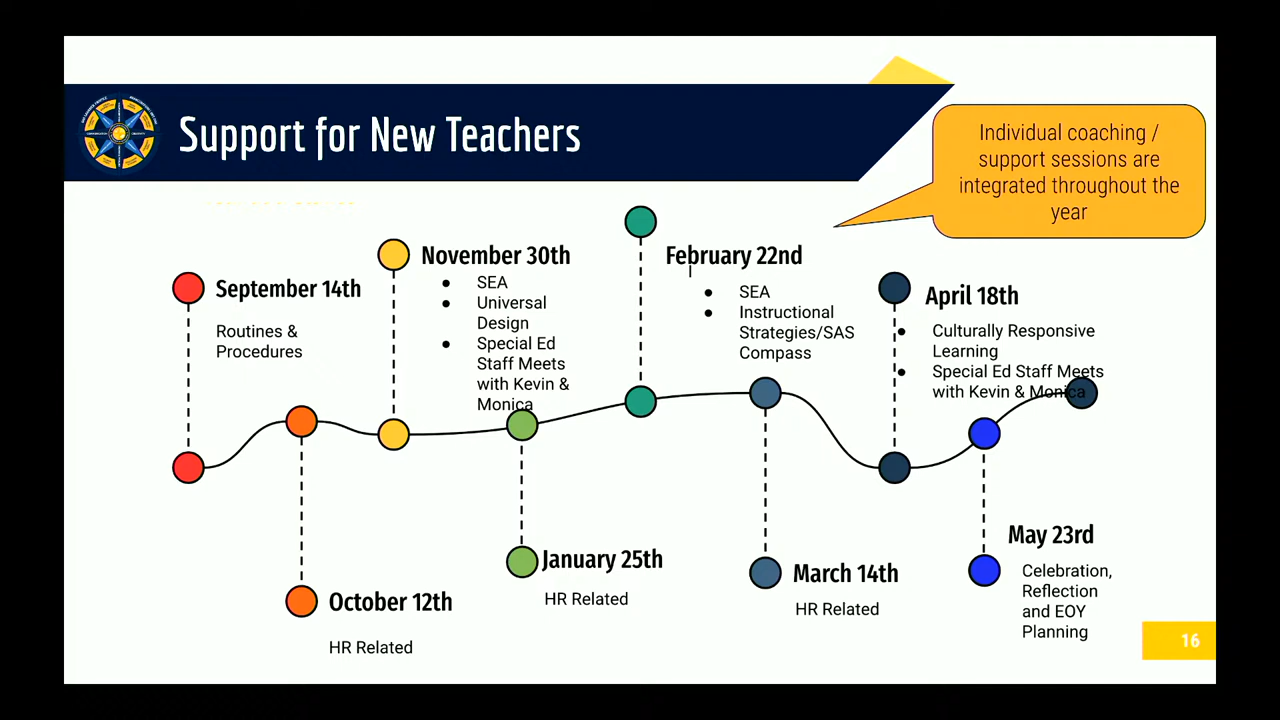 Support for New Teachers
Individual coaching /
support sessions are
integrated throughout the
year
September 14th
Routines &
Procedures
November 30th
● SEA
● Universal
Design
● Special Ed
Staff Meets
with Kevin &
Monica
February 22nd
● SEA
● Instructional
Strategies/SAS
Compass
April 18th
● Culturally Responsive
Learning
● Special Ed Staff Meets
with Kevin & Monica
October 12th
HR Related
January 25th
HR Related
March 14th
HR Related
May 23rd
Celebration,
Reflection
and EOY
Planning
16